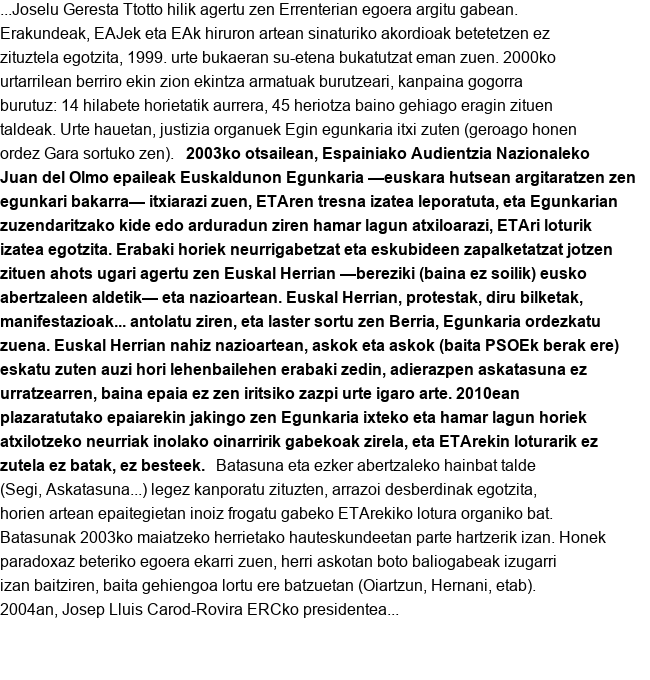 ...Joselu Geresta Ttotto hilik agertu zen Errenterian egoera argitu gabean.
Erakundeak, EAJek eta EAk hiruron artean sinaturiko akordioak betetetzen ez
zituztela egotzita, 1999. urte bukaeran su-etena bukatutzat eman zuen. 2000ko
urtarrilean berriro ekin zion ekintza armatuak burutzeari, kanpaina gogorra
burutuz: 14 hilabete horietatik aurrera, 45 heriotza baino gehiago eragin zituen
taldeak. Urte hauetan, justizia organuek Egin egunkaria itxi zuten (geroago honen
ordez Gara sortuko zen). 2003ko otsailean, Espainiako Audientzia Nazionaleko
Juan del Olmo epaileak Euskaldunon Egunkaria —euskara hutsean argitaratzen zen
egunkari bakarra— itxiarazi zuen, ETAren tresna izatea leporatuta, eta Egunkarian
zuzendaritzako kide edo arduradun ziren hamar lagun atxiloarazi, ETAri loturik
izatea egotzita. Erabaki horiek neurrigabetzat eta eskubideen zapalketatzat jotzen
zituen ahots ugari agertu zen Euskal Herrian —bereziki (baina ez soilik) eusko
abertzaleen aldetik— eta nazioartean. Euskal Herrian, protestak, diru bilketak,
manifestazioak... antolatu ziren, eta laster sortu zen Berria, Egunkaria ordezkatu
zuena. Euskal Herrian nahiz nazioartean, askok eta askok (baita PSOEk berak ere)
eskatu zuten auzi hori lehenbailehen erabaki zedin, adierazpen askatasuna ez
urratzearren, baina epaia ez zen iritsiko zazpi urte igaro arte. 2010ean
plazaratutako epaiarekin jakingo zen Egunkaria ixteko eta hamar lagun horiek
atxilotzeko neurriak inolako oinarririk gabekoak zirela, eta ETArekin loturarik ez
zutela ez batak, ez besteek. Batasuna eta ezker abertzaleko hainbat talde
(Segi, Askatasuna...) legez kanporatu zituzten, arrazoi desberdinak egotzita,
horien artean epaitegietan inoiz frogatu gabeko ETArekiko lotura organiko bat.
Batasunak 2003ko maiatzeko herrietako hauteskundeetan parte hartzerik izan. Honek
paradoxaz beteriko egoera ekarri zuen, herri askotan boto baliogabeak izugarri
izan baitziren, baita gehiengoa lortu ere batzuetan (Oiartzun, Hernani, etab).
2004an, Josep Lluis Carod-Rovira ERCko presidentea...